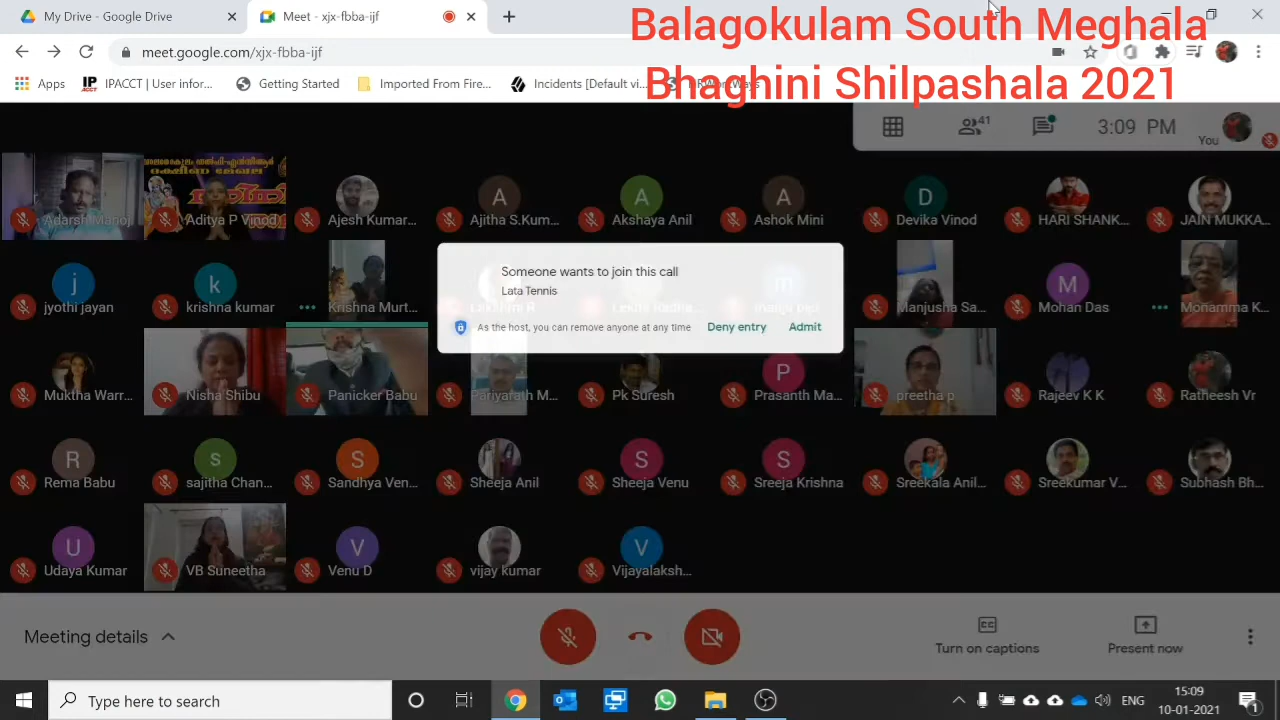 My Drive - Google Drive
Meet - xjx-fbba-ijf
Balagokulam South Meghala
Bhaghini Shilpashala 2021
meet.google.com/xjx-fbba-ijf
Apps
IP ACCT
IPACCT | User infor...
Getting Started
Imported From Fire...
Incidents [Default vi...
41
3:09 PM
You
Adarsh Manoj
Aditya P Vinod
Ajesh Kumar...
A
Ajitha S.Kum...
A
Akshaya Anil
A
Ashok Mini
D
Devika Vinod
HARI SHANK...
JAIN MUKKA...
j
jyothi jayan
k
krishna kumar
Krishna Murt...
Someone wants to join this call
Lata Tennis
As the host, you can remove anyone at any time
Deny entry
Admit
Manjusha Sa...
M
Mohan Das
Monamma K...
Muktha Warr...
Nisha Shibu
Panicker Babu
Pariyarath M...
Pk Suresh
P
Prasanth Ma...
preetha p
Rajeev K K
Ratheesh Vr
R
Rema Babu
s
sajitha Chan...
S
Sandhya Ven...
Sheeja Anil
S
Sheeja Venu
S
Sreeja Krishna
Sreekala Anil...
Sreekumar V...
Subhash Bh...
U
Udaya Kumar
VB Suneetha
V
Venu D
vijay kumar
V
Vijayalaksh...
Meeting details
CC
Turn on captions
Present now
Type here to search
ENG
15:09
10-01-2021
1